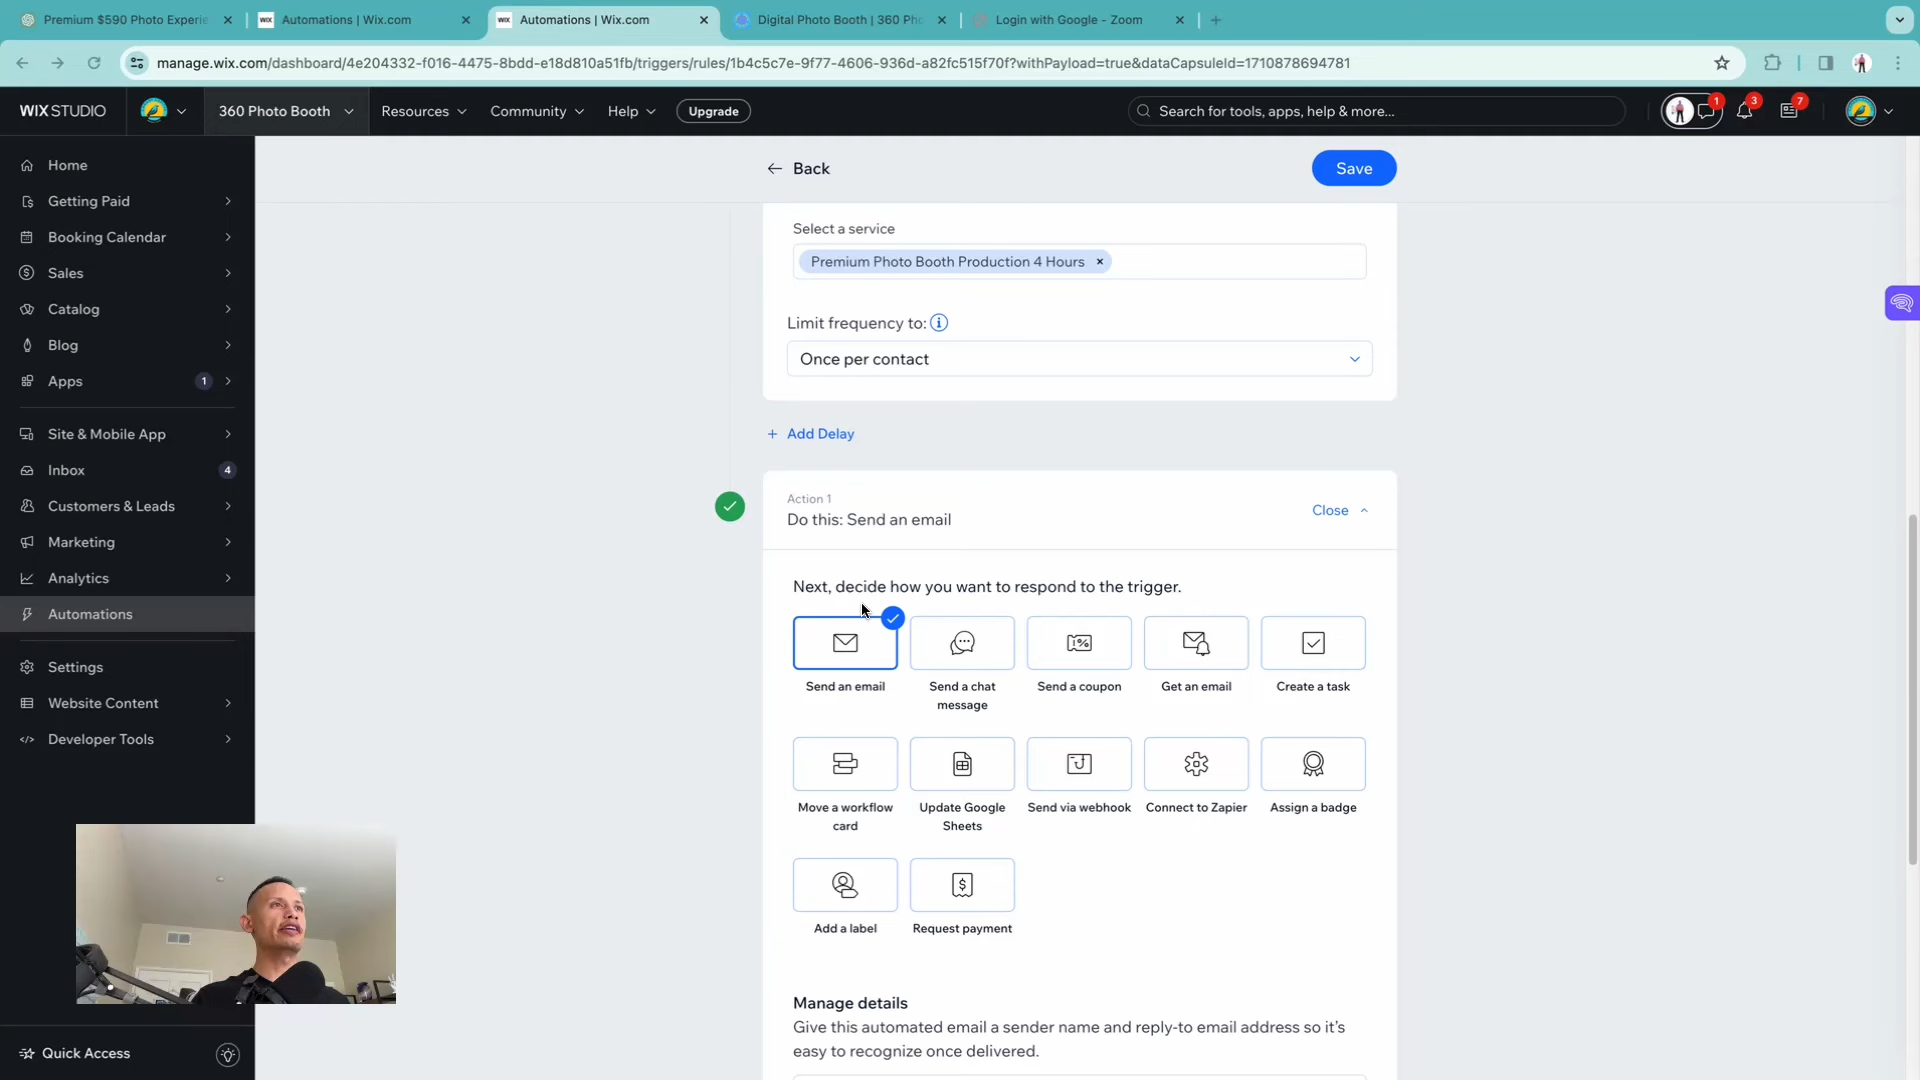 Premium $590 Photo Experie
Automations | Wix.com
Automations | Wix.com
Digital Photo Booth | 360 Pho
Login with Google - Zoom
manage.wix.com/dashboard/4e204332-f016-4475-8bdd-e18d810a51fb/triggers/rules/1b4c5c7e-9f77-4606-936d-a82fc515f70f?withPayload=true&dataCapsuleId=1710878694781
WIX STUDIO
360 Photo Booth
Resources
Community
Help
Upgrade
Search for tools, apps, help & more...
1
3
7
Home
Getting Paid
Booking Calendar
Sales
Catalog
Blog
Apps
1
Site & Mobile App
Inbox
4
Customers & Leads
Marketing
Analytics
Automations
Settings
Website Content
Developer Tools
Quick Access
Back
Save
Select a service
Premium Photo Booth Production 4 Hours
Limit frequency to:
Once per contact
+ Add Delay
Action 1
Do this: Send an email
Close
Next, decide how you want to respond to the trigger.
Send an email
Send a chat
message
Send a coupon
Get an email
Create a task
Move a workflow
card
Update Google
Sheets
Send via webhook
Connect to Zapier
Assign a badge
Add a label
Request payment
Manage details
Give this automated email a sender name and reply-to email address so it's
easy to recognize once delivered.